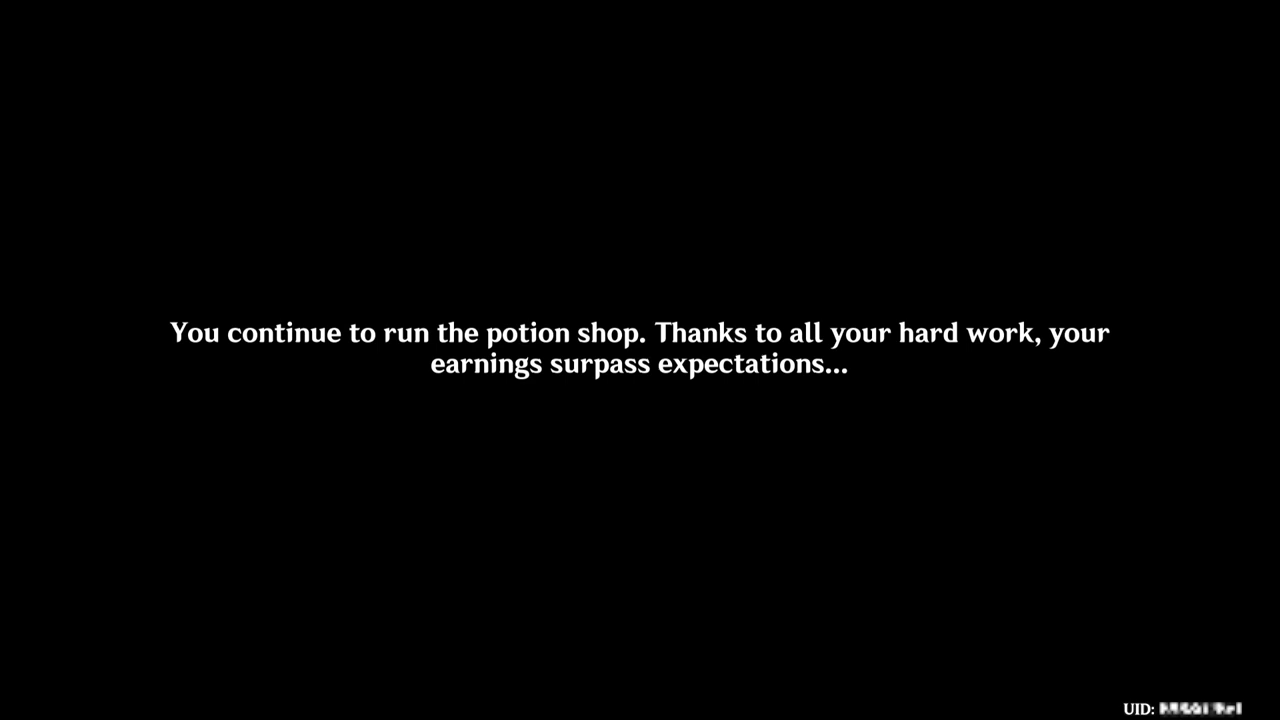 You continue to run the potion shop. Thanks to all your hard work, your
earnings surpass expectations...
UID: